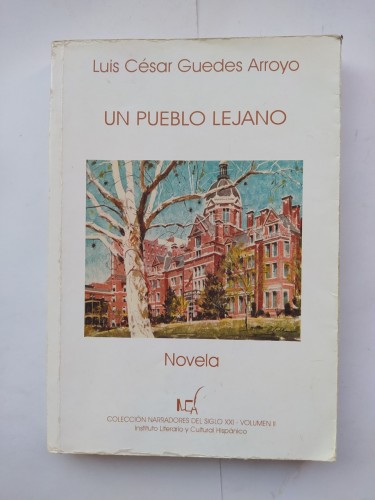 Luis César Guedes Arroyo
UN PUEBLO LEJANO
Novela
COLECCIÓN NARRADORES DEL SIGLO XXI - VOLUMEN II
Instituto Literario y Cultural Hispánico